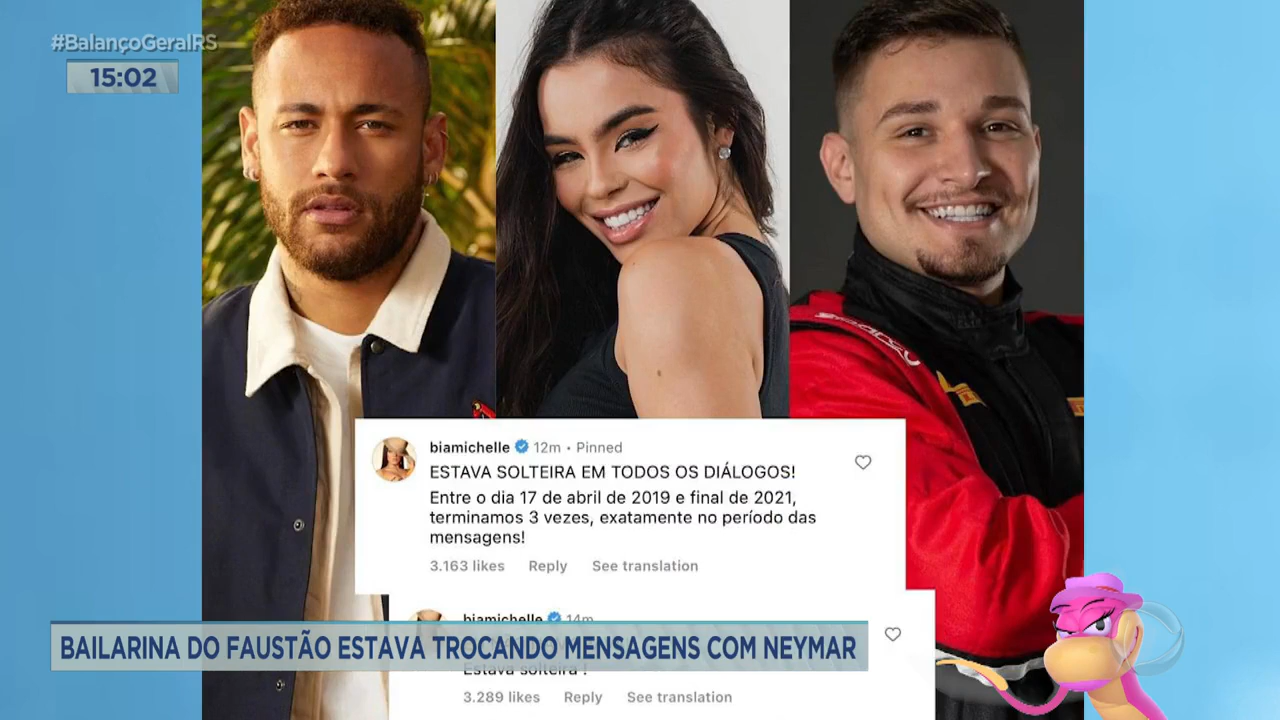 #BalançoGeralRS
15:02
biamichelle 12m • Pinned
ESTAVA SOLTEIRA EM TODOS OS DIÁLOGOS!
Entre o dia 17 de abril de 2019 e final de 2021,
terminamos 3 vezes, exatamente no período das
mensagens!
3.163 likes Reply See translation
biamichelle 14m
BAILARINA DO FAUSTÃO ESTAVA TROCANDO MENSAGENS COM NEYMAR
Estava solteira !
3.289 likes Reply See translation